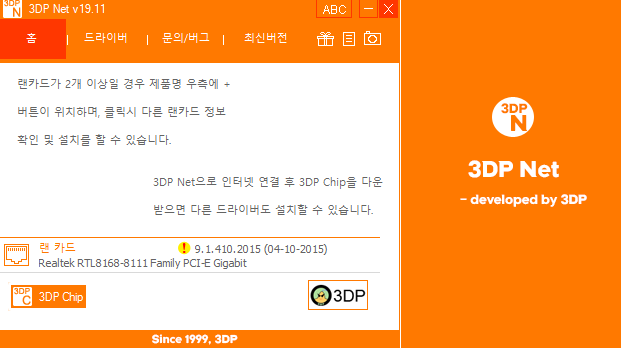 3DP
N
3DP Net v19.11
ABC
홈
드라이버
문의/버그
최신버전
랜카드가 2개 이상일 경우 제품명 우측에 +
버튼이 위치하며, 클릭시 다른 랜카드 정보
확인 및 설치를 할 수 있습니다.
3DP Net으로 인터넷 연결 후 3DP Chip을 다운
받으면 다른 드라이버도 설치할 수 있습니다.
랜 카드
9.1.410.2015 (04-10-2015)
Realtek RTL8168-8111 Family PCI-E Gigabit
3DP
C
3DP Chip
3DP
Since 1999, 3DP
3DP
N
3DP Net
- developed by 3DP